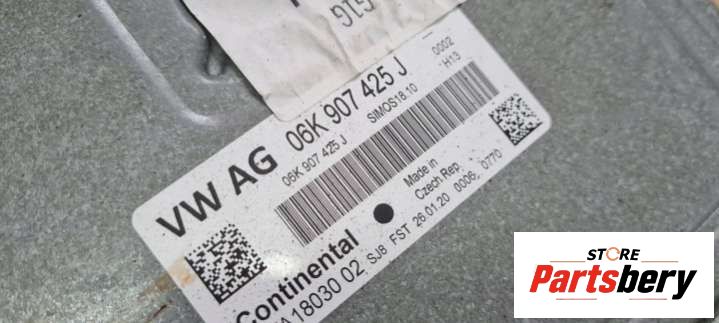 919
VW AG 06K 907 425 J
0002
H13
06K 907 425 J SIMOS18.10
Made in
Czech Rep.
Continental
A18030 02 SJ8 FST 26.01.20 0006 0770
STORE
Partsbery